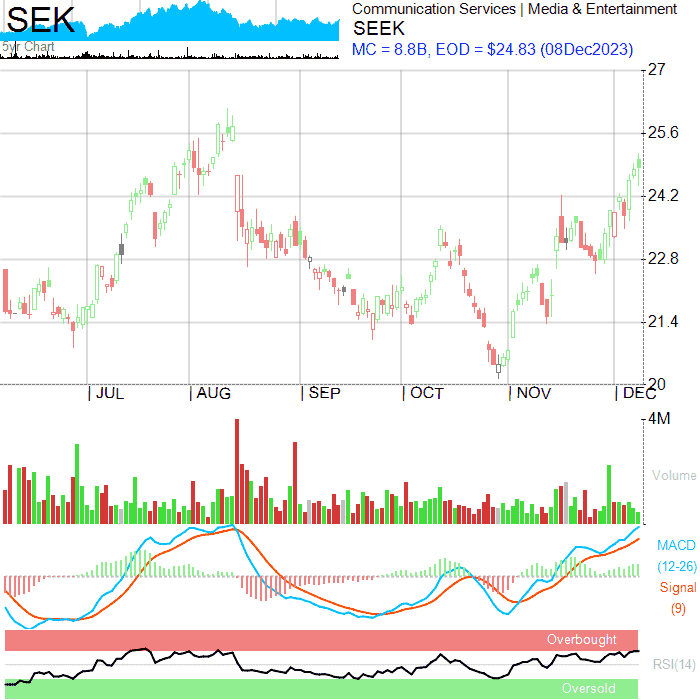 SEK
5yr Chart
Communication Services | Media & Entertainment
SEEK
MC = 8.8B, EOD = $24.83 (08Dec2023)
27
25.6
24.2
22.8
21.4
20
JUL AUG SEP OCT NOV DEC
4M
Volume
MACD
(12-26)
Signal
(9)
Overbought
RSI(14)
Oversold